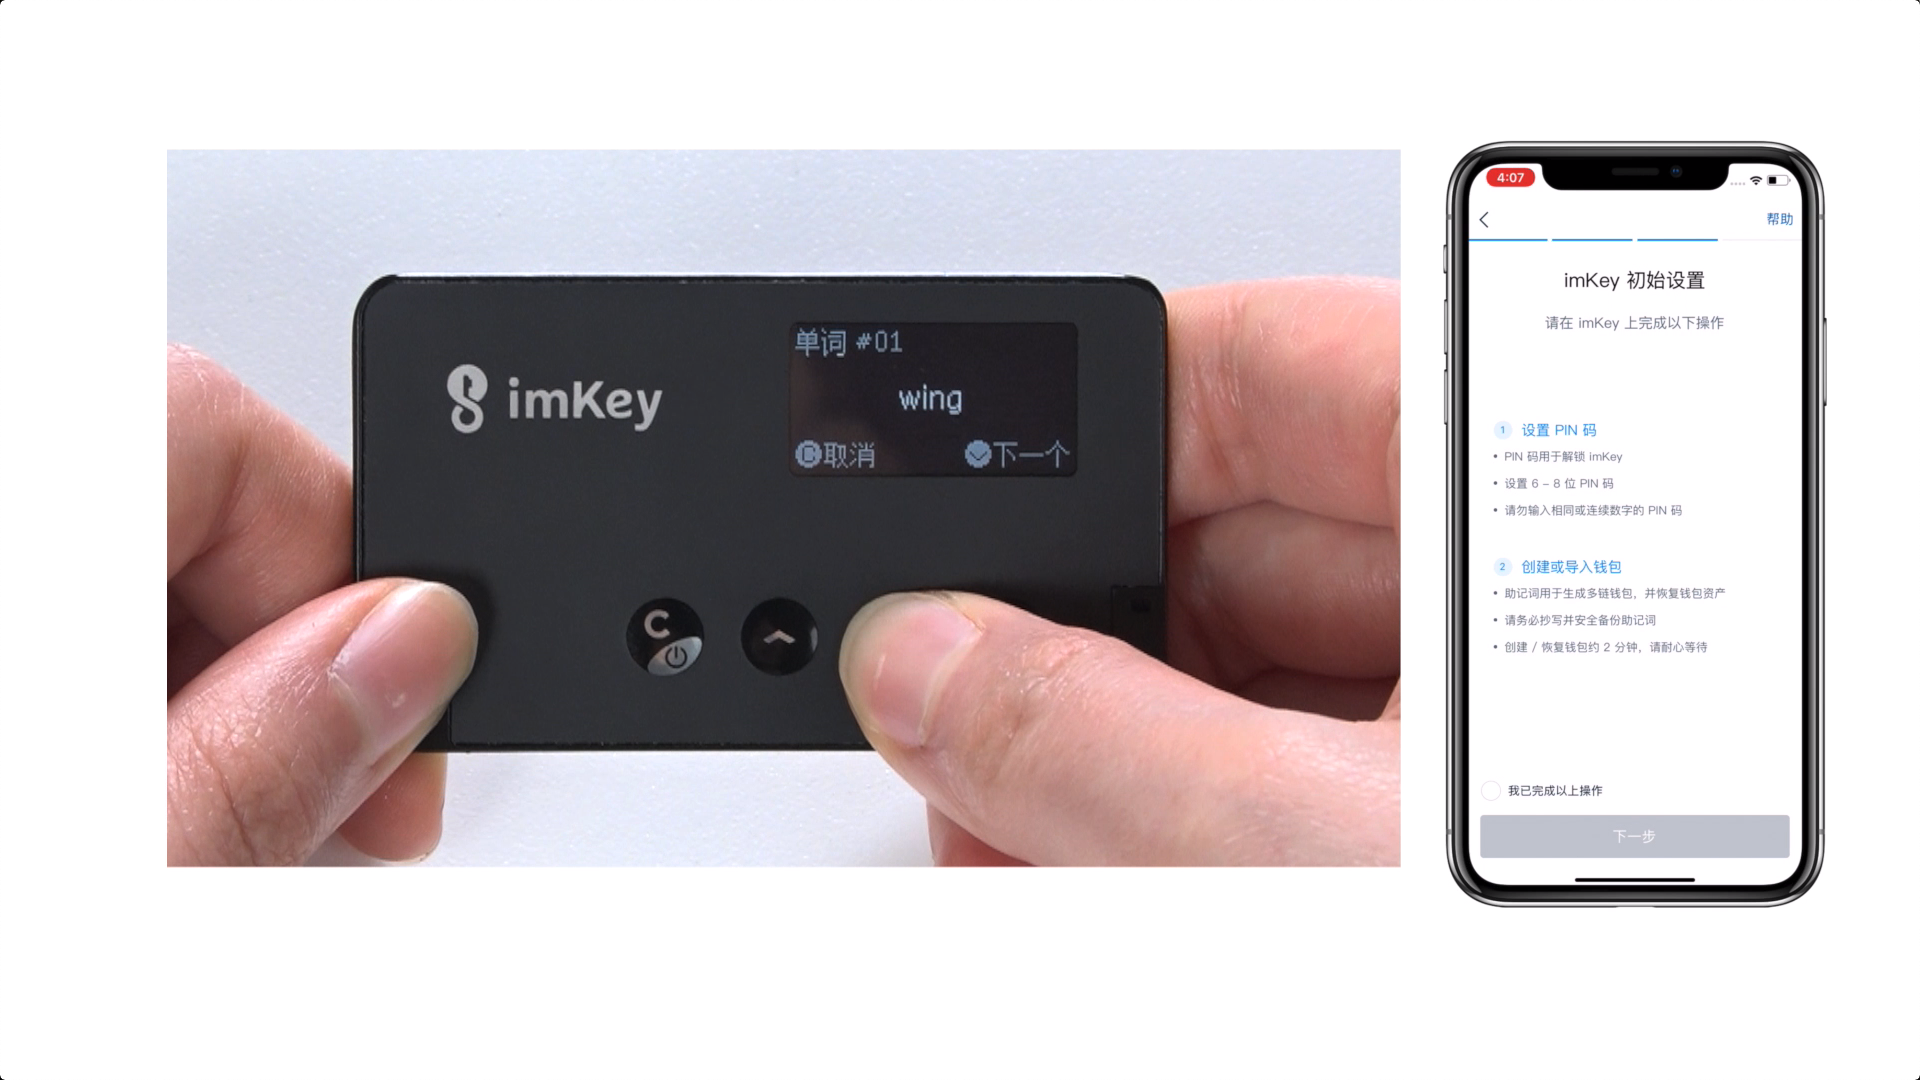 imKey
单词 #01
wing
C取消
下一个
C
4:07
帮助
imKey 初始设置
请在 imKey 上完成以下操作
1 设置 PIN 码
• PIN 码用于解锁 imKey
• 设置 6 – 8 位 PIN 码
• 请勿输入相同或连续数字的 PIN 码
2 创建或导入钱包
• 助记词用于生成多链钱包，并恢复钱包资产
• 请务必抄写并安全备份助记词
• 创建 / 恢复钱包约 2 分钟，请耐心等待
我已完成以上操作
下一步